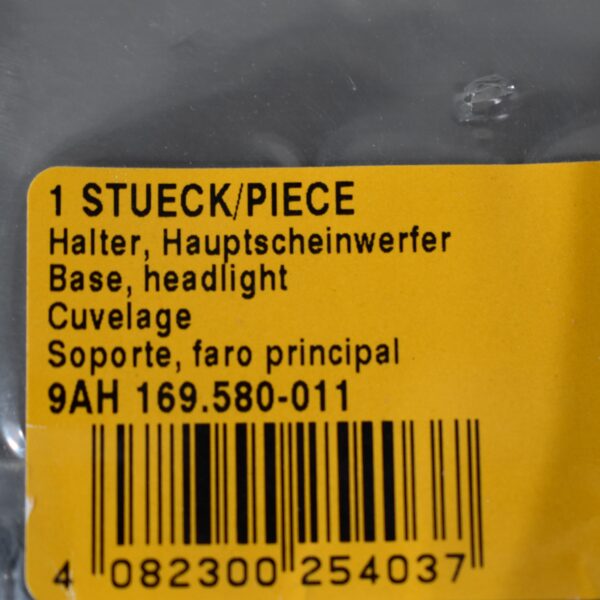 1 STUECK/PIECE
Halter, Hauptscheinwerfer
Base, headlight
Cuvelage
Soporte, faro principal
9AH 169.580-011
4 082300 254037